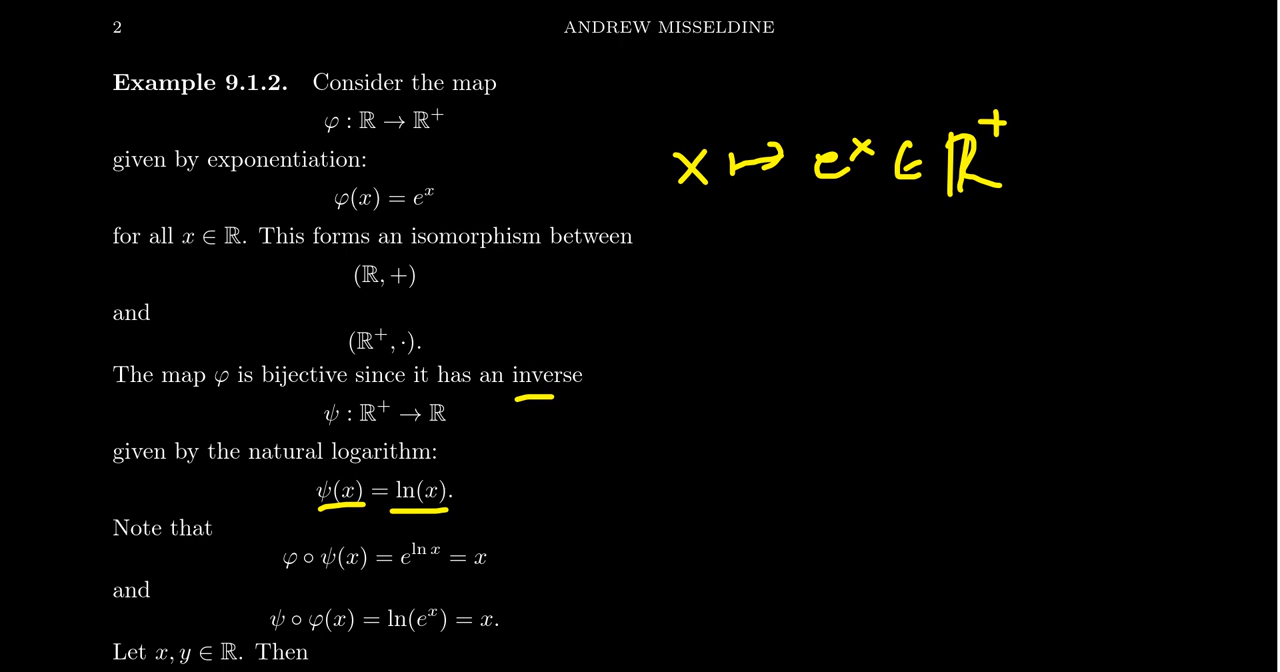 2 ANDREW MISSELDINE
Example 9.1.2. Consider the map
φ : ℝ → ℝ⁺
given by exponentiation:
φ(x) = eˣ
for all x ∈ ℝ. This forms an isomorphism between
(ℝ, +)
and
(ℝ⁺, ·).
The map φ is bijective since it has an inverse
ψ : ℝ⁺ → ℝ
given by the natural logarithm:
ψ(x) = ln(x).
Note that
φ ∘ ψ(x) = e^{ln x} = x
and
ψ ∘ φ(x) = ln(eˣ) = x.
Let x, y ∈ ℝ. Then
x ↦ eˣ ∈ ℝ⁺